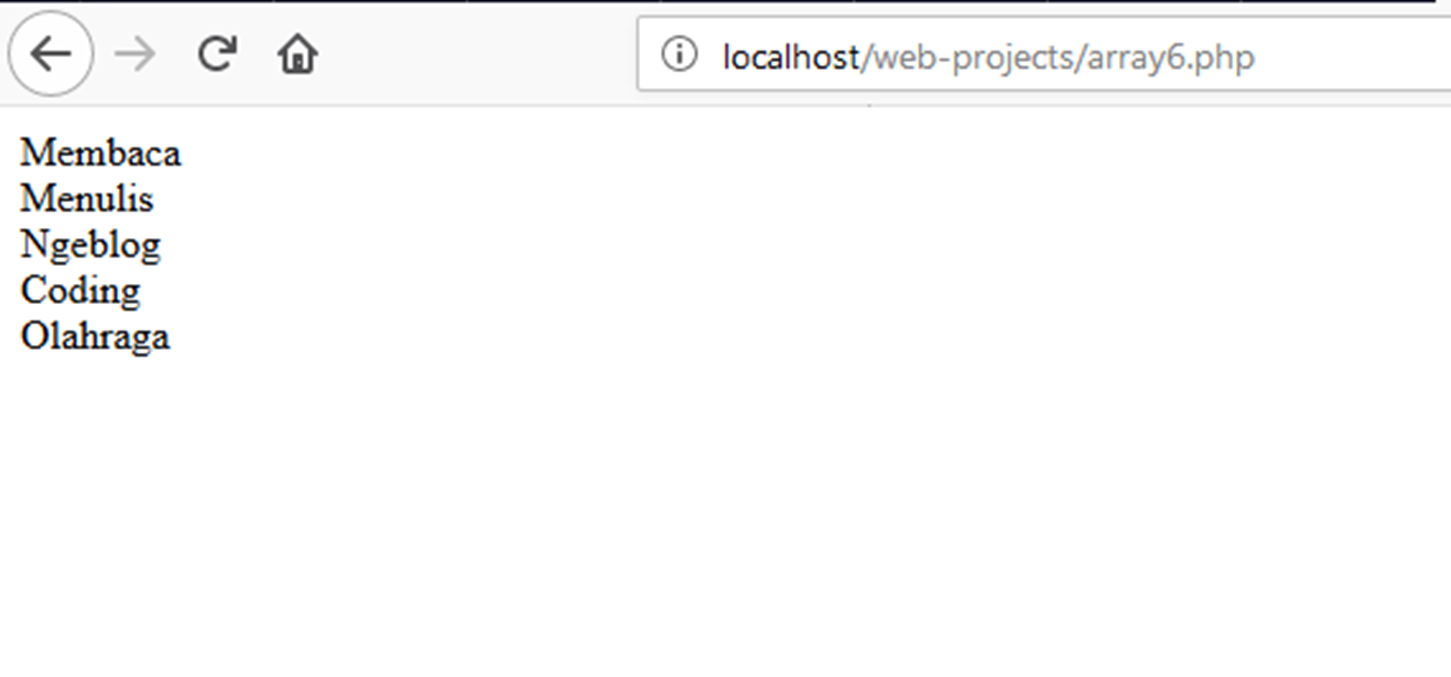 localhost/web-projects/array6.php
Membaca
Menulis
Ngeblog
Coding
Olahraga